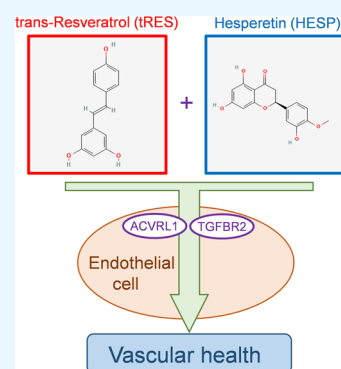 trans-Resveratrol (tRES)
Hesperetin (HESP)
H
O
H
H
O
H
O
H
+
H
O
O
H
O
O
H
O
O
H
ACVRL1
TGFBR2
Endothelial
cell
Vascular health